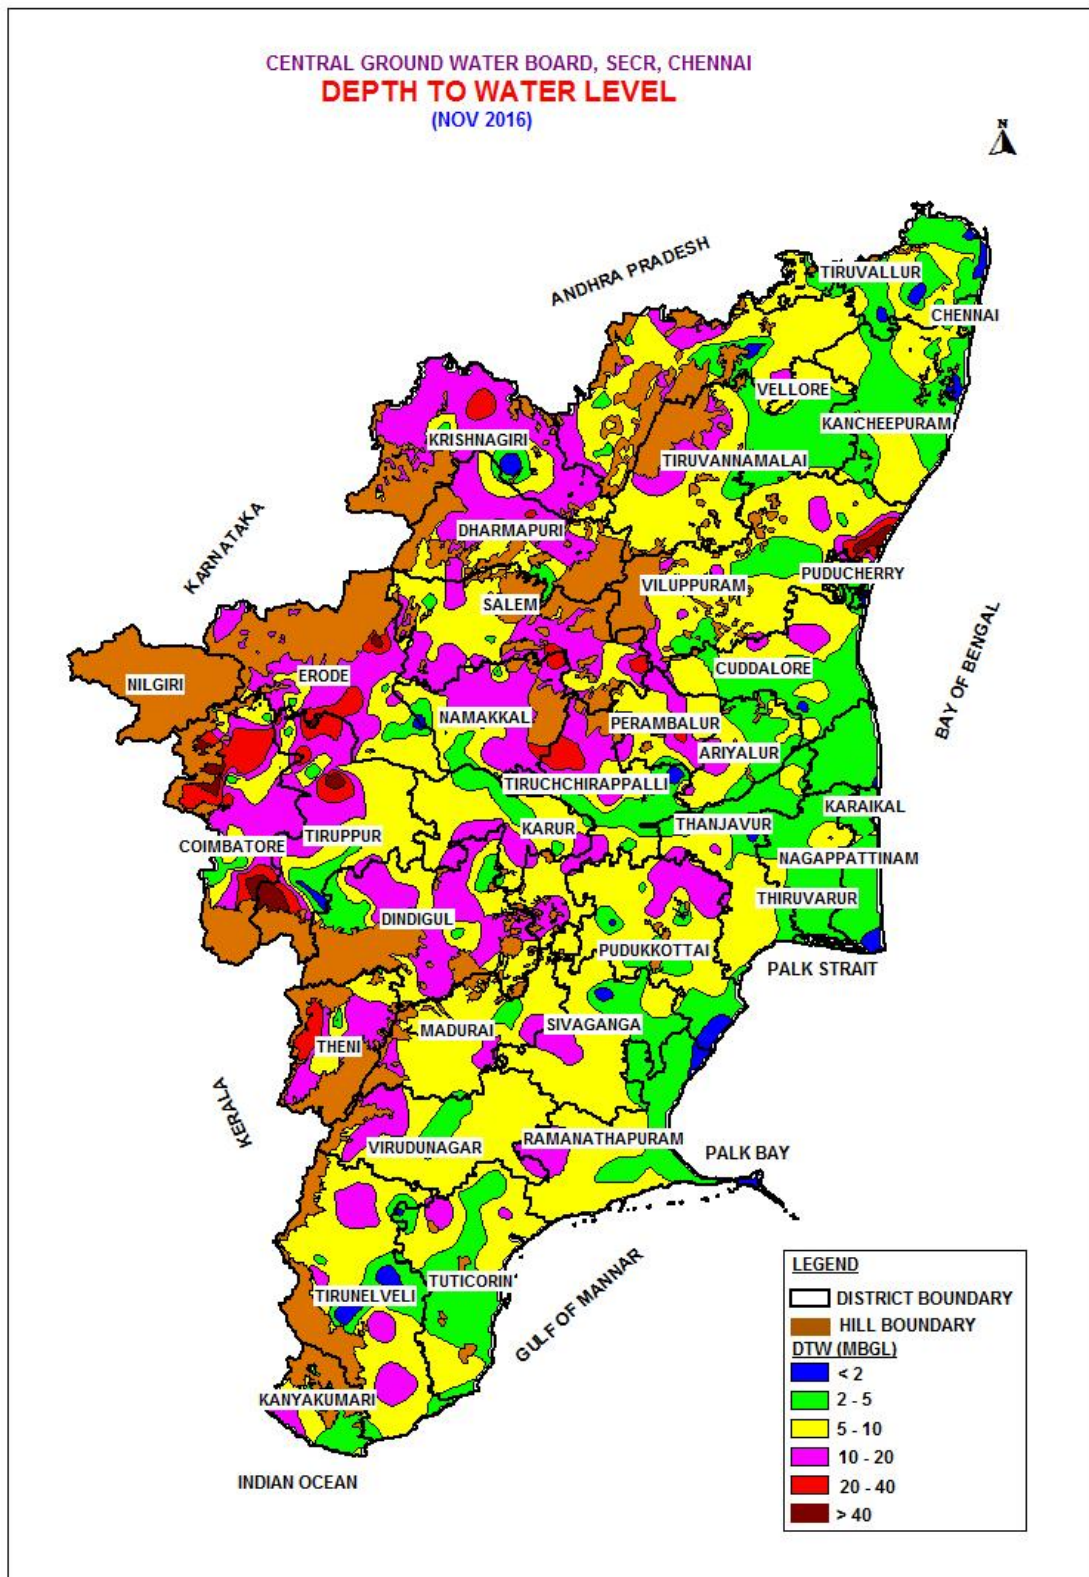 CENTRAL GROUND WATER BOARD, SECR, CHENNAI
DEPTH TO WATER LEVEL
(NOV 2016)
N
ANDHRA PRADESH
TIRUVALLUR
CHENNAI
VELLORE
KANCHEEPURAM
KRISHNAGIRI
TIRUVANNAMALAI
KARNATAKA
DHARMAPURI
PUDUCHERRY
VILUPPURAM
SALEM
BAY OF BENGAL
CUDDALORE
ERODE
NILGIRI
NAMAKKAL
PERAMBALUR
ARIYALUR
TIRUCHCHIRAPPALLI
KARAIKAL
KARUR
THANJAVUR
TIRUPPUR
COIMBATORE
NAGAPPATTINAM
THIRUVARUR
DINDIGUL
PUDUKKOTTAI
PALK STRAIT
SIVAGANGA
MADURAI
THENI
KERALA
RAMANATHAPURAM
VIRUDUNAGAR
PALK BAY
TUTICORIN
TIRUNELVELI
GULF OF MANNAR
KANYAKUMARI
INDIAN OCEAN
LEGEND
DISTRICT BOUNDARY
HILL BOUNDARY
DTW (MBGL)
< 2
2 - 5
5 - 10
10 - 20
20 - 40
> 40